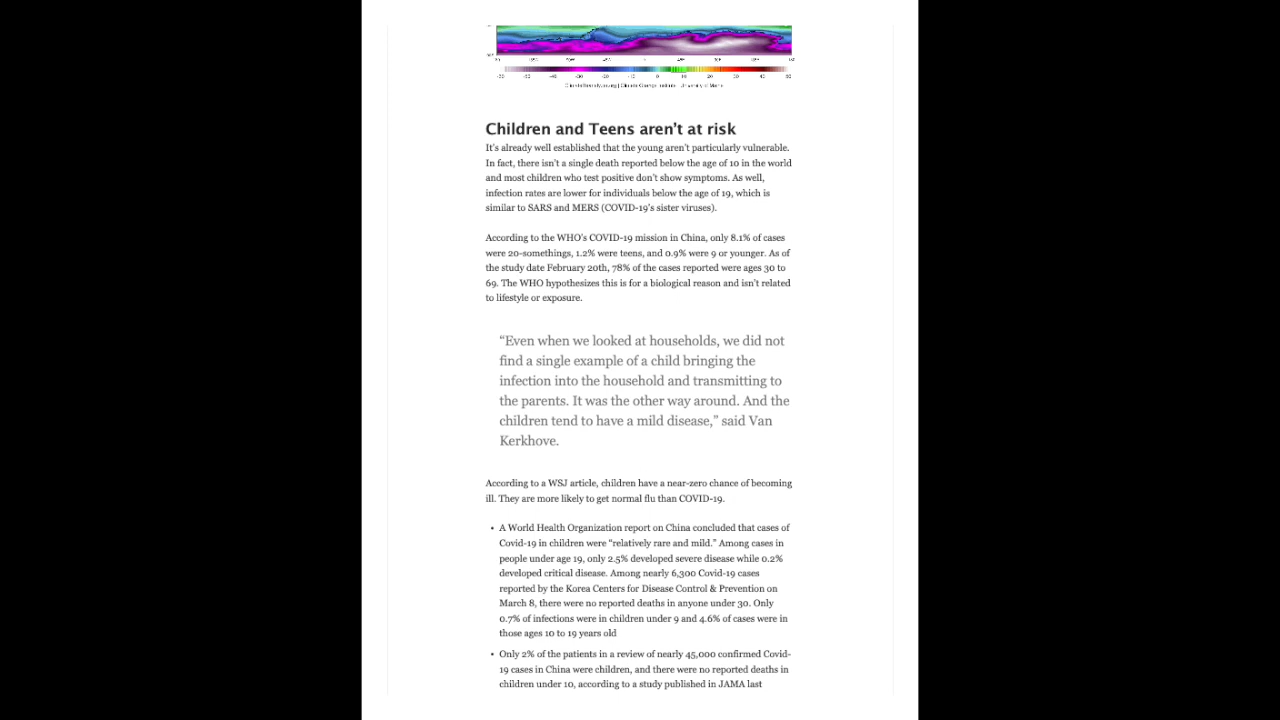 Children and Teens aren't at risk
It's already well established that the young aren't particularly vulnerable.
In fact, there isn't a single death reported below the age of 10 in the world
and most children who test positive don't show symptoms. As well,
infection rates are lower for individuals below the age of 19, which is
similar to SARS and MERS (COVID-19's sister viruses).
According to the WHO's COVID-19 mission in China, only 8.1% of cases
were 20-somethings, 1.2% were teens, and 0.9% were 9 or younger. As of
the study date February 20th, 78% of the cases reported were ages 30 to
69. The WHO hypothesizes this is for a biological reason and isn't related
to lifestyle or exposure.
“Even when we looked at households, we did not
find a single example of a child bringing the
infection into the household and transmitting to
the parents. It was the other way around. And the
children tend to have a mild disease,” said Van
Kerkhove.
According to a WSJ article, children have a near-zero chance of becoming
ill. They are more likely to get normal flu than COVID-19.
• A World Health Organization report on China concluded that cases of
Covid-19 in children were “relatively rare and mild.” Among cases in
people under age 19, only 2.5% developed severe disease while 0.2%
developed critical disease. Among nearly 6,300 Covid-19 cases
reported by the Korea Centers for Disease Control & Prevention on
March 8, there were no reported deaths in anyone under 30. Only
0.7% of infections were in children under 9 and 4.6% of cases were in
those ages 10 to 19 years old
• Only 2% of the patients in a review of nearly 45,000 confirmed Covid-
19 cases in China were children, and there were no reported deaths in
children under 10, according to a study published in JAMA last